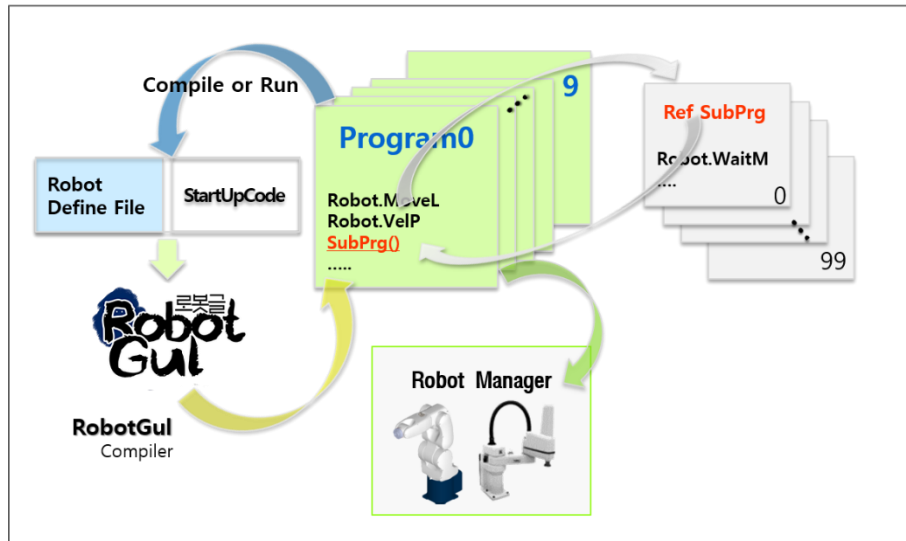 Compile or Run
9
Program0
Robot.MoveL
Robot.VelP
SubPrg()
.....
Ref SubPrg
Robot.WaitM
....
0
99
Robot
Define File
StartUpCode
로봇글
Robot
Gul
RobotGul
Compiler
Robot Manager